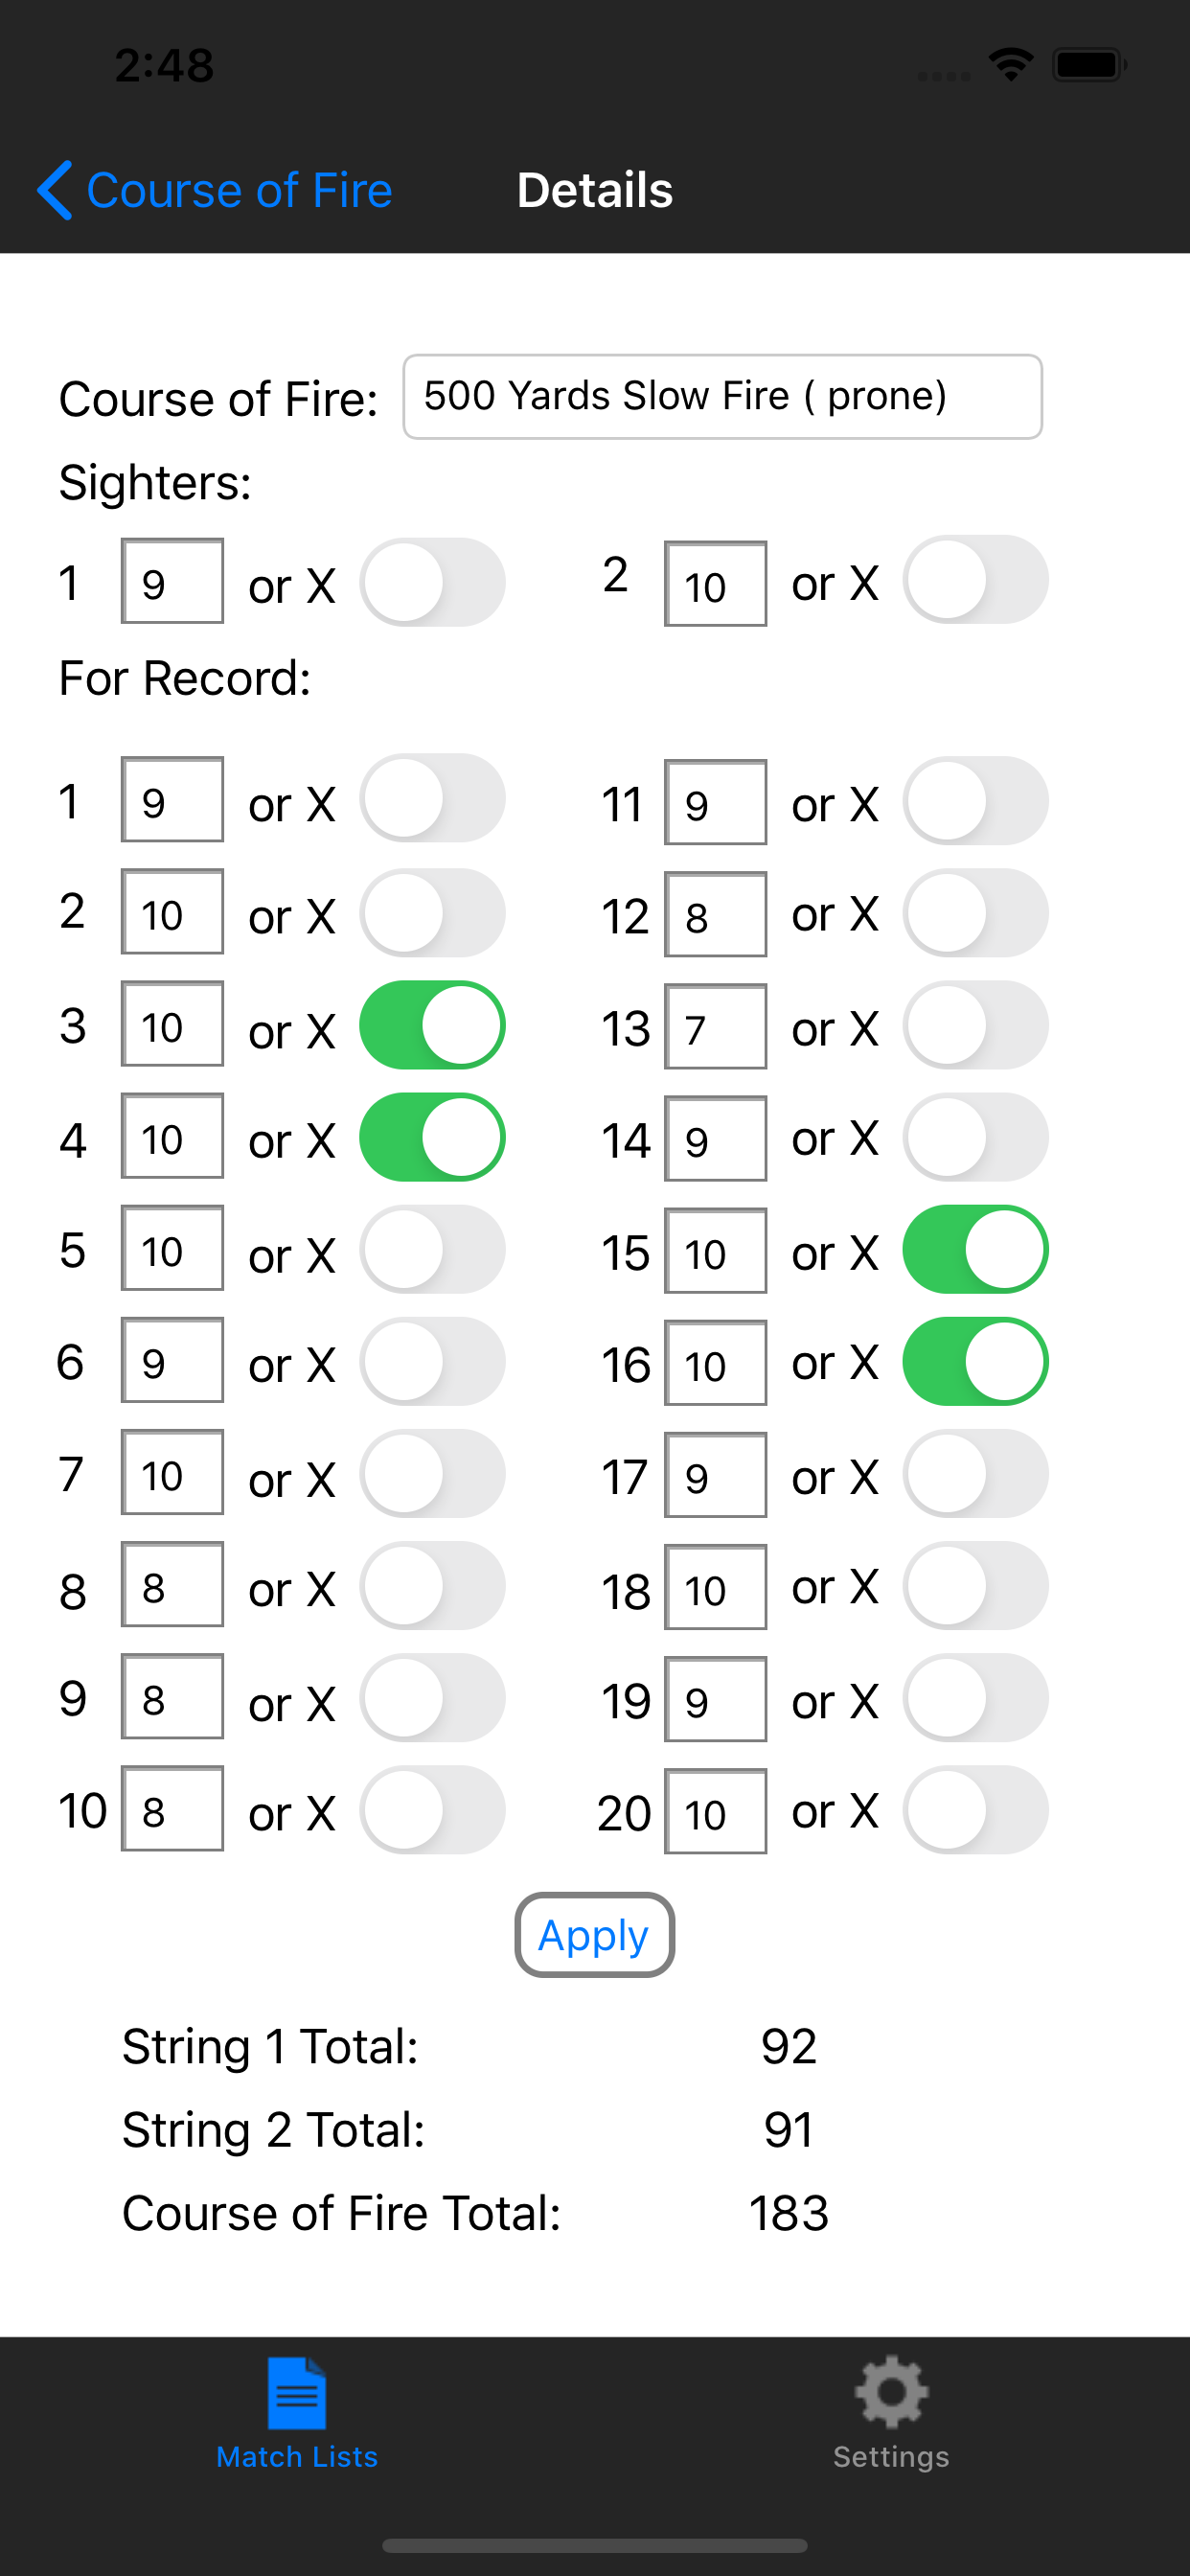 2:48
Course of Fire Details
Course of Fire: 500 Yards Slow Fire ( prone)
Sighters:
1 9 or X 2 10 or X
For Record:
1 9 or X 11 9 or X
2 10 or X 12 8 or X
3 10 or X 13 7 or X
4 10 or X 14 9 or X
5 10 or X 15 10 or X
6 9 or X 16 10 or X
7 10 or X 17 9 or X
8 8 or X 18 10 or X
9 8 or X 19 9 or X
10 8 or X 20 10 or X
Apply
String 1 Total: 92
String 2 Total: 91
Course of Fire Total: 183
Match Lists Settings